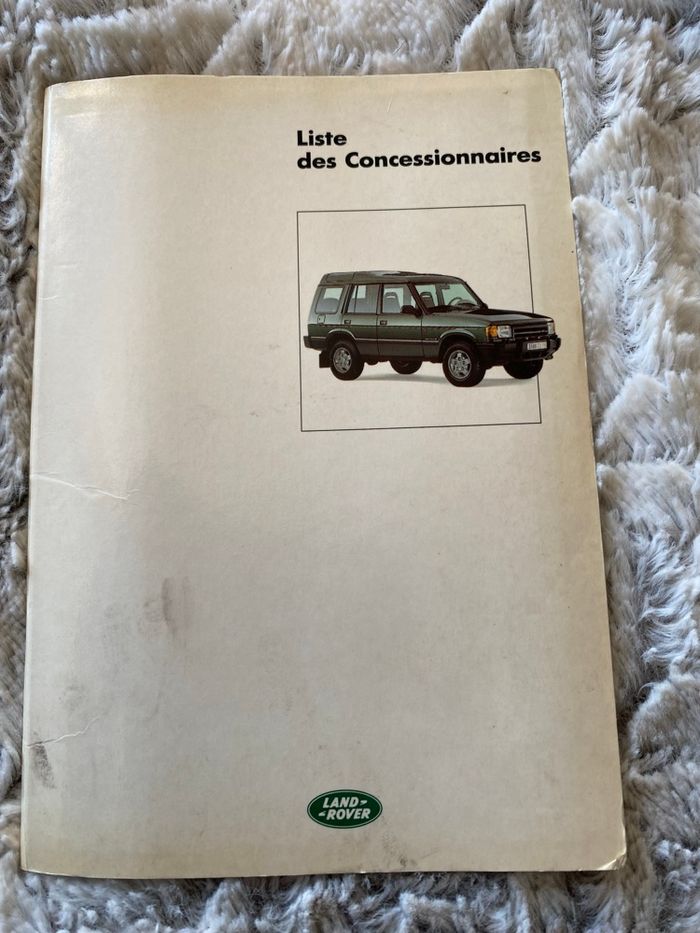 Liste
des Concessionnaires
LAND-
-ROVER